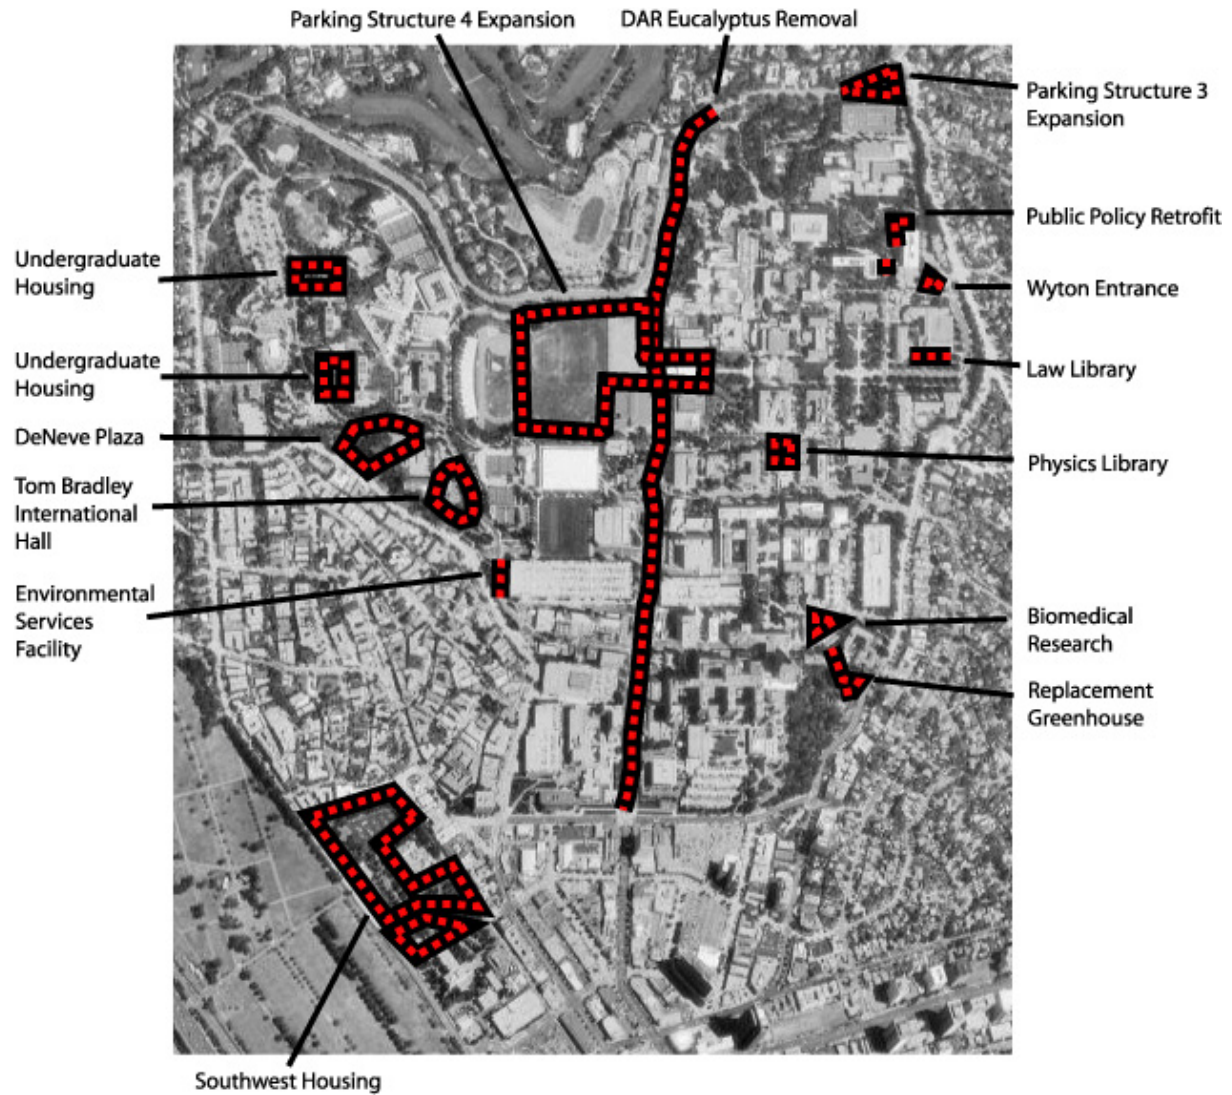 Parking Structure 4 Expansion
DAR Eucalyptus Removal
Parking Structure 3
Expansion
Public Policy Retrofit
Undergraduate
Housing
Wyton Entrance
Undergraduate
Housing
Law Library
DeNeve Plaza
Physics Library
Tom Bradley
International
Hall
Environmental
Services
Facility
Biomedical
Research
Replacement
Greenhouse
Southwest Housing